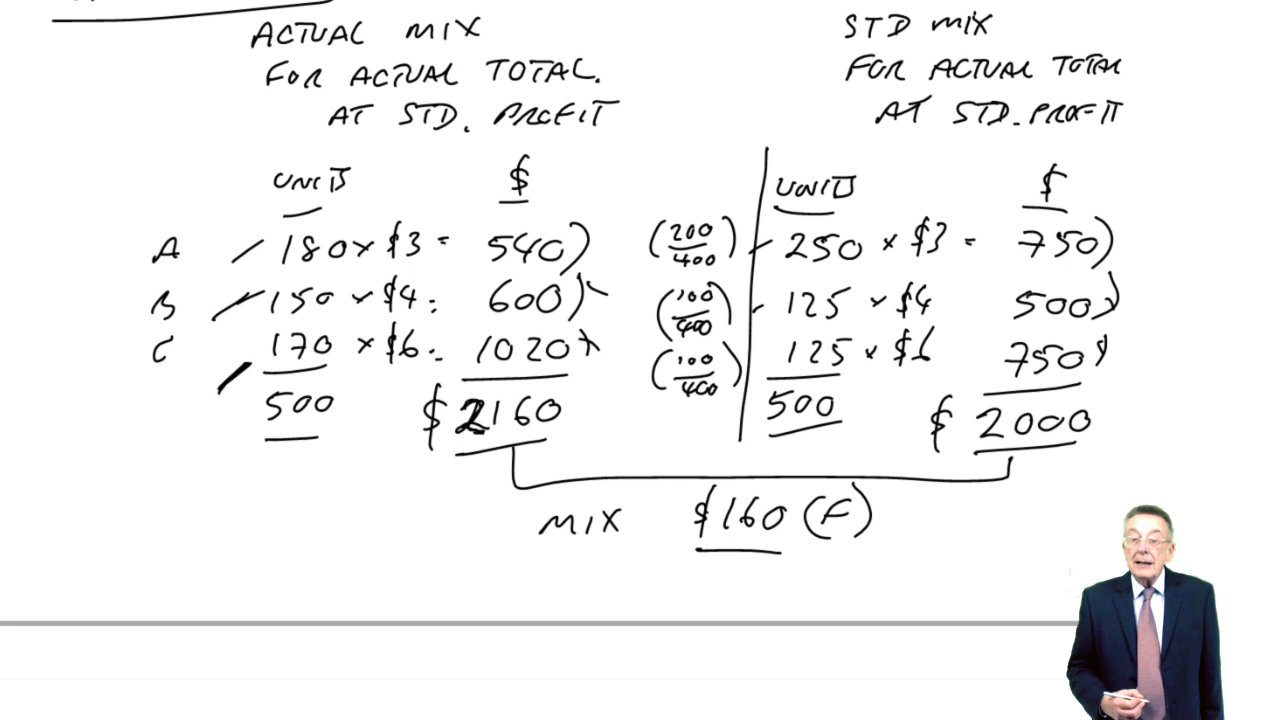 ACTUAL MIX STD MIX
FOR ACTUAL TOTAL. FOR ACTUAL TOTAL
AT STD. PROFIT AT STD. PROFIT
UNITS $ UNITS $
A 180 x $3 = 540 (200/400) 250 x $3 = 750
B 150 x $4 = 600 (100/400) 125 x $4 500
C 170 x $6 = 1020 (100/400) 125 x $6 750
500 $ 2160 500 $ 2000
MIX $160 (F)